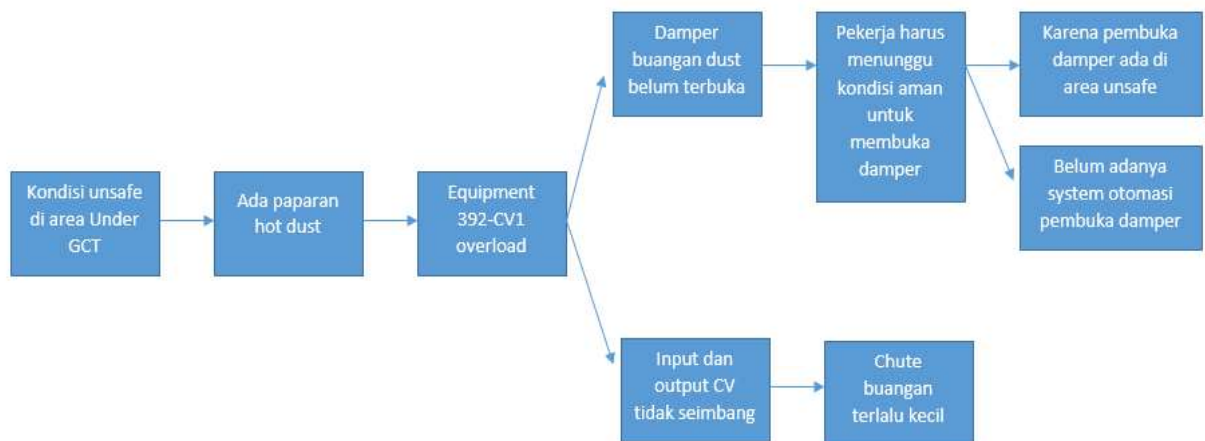 Kondisi unsafe
di area Under
GCT
Ada paparan
hot dust
Equipment
392-CV1
overload
Damper
buangan dust
belum terbuka
Pekerja harus
menunggu
kondisi aman
untuk
membuka
damper
Karena pembuka
damper ada di
area unsafe
Belum adanya
system otomasi
pembuka damper
Input dan
output CV
tidak seimbang
Chute
buangan
terlalu kecil